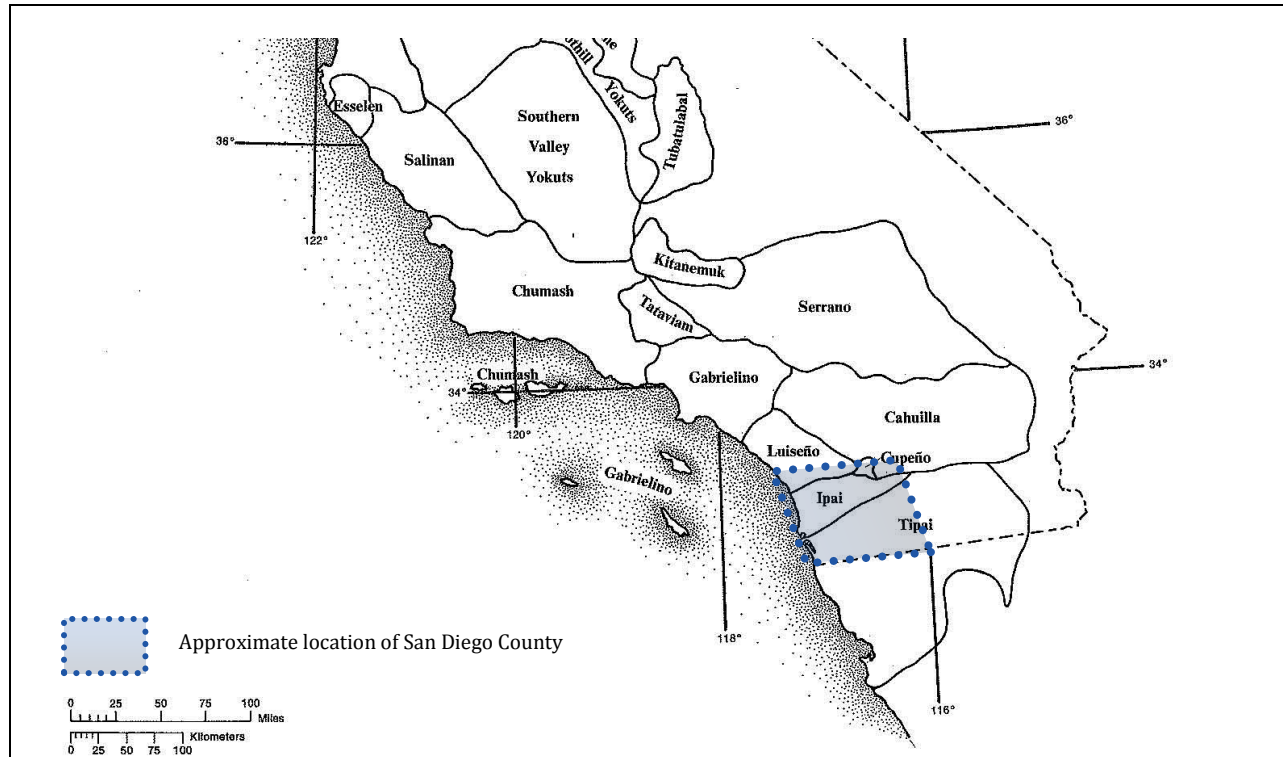 Esselen
Salinan
Southern
Valley
Yokuts
Yokuts
Tubatulabal
36°
36°
122°
Chumash
Kitanemuk
Tataviam
Serrano
34°
Gabrielino
Chumash
34°
120°
Cahuilla
Luiseño
Cupeño
Gabrielino
Ipai
Tipai
118°
116°
Approximate location of San Diego County
0 25 50 75 100
Miles
Kilometers
0 25 50 75 100